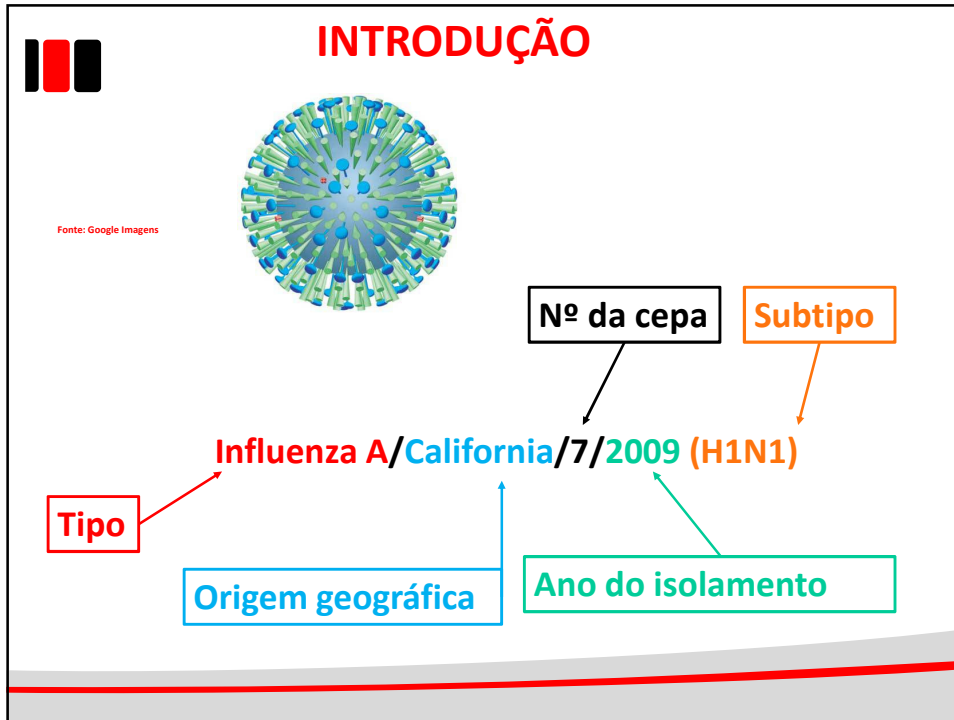 INTRODUÇÃO
Fonte: Google Imagens
Nº da cepa
Subtipo
Influenza A/California/7/2009 (H1N1)
Tipo
Origem geográfica
Ano do isolamento